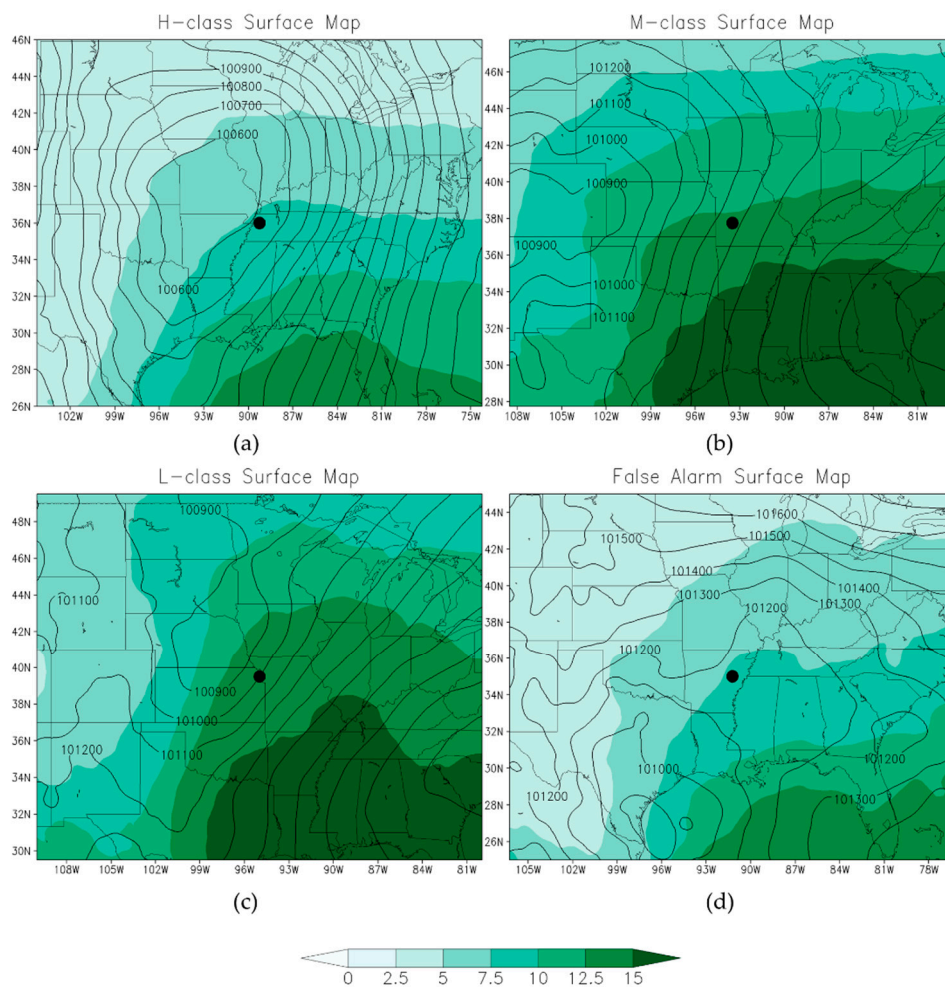 H-class Surface Map
M-class Surface Map
46N
44N
42N
40N
38N
36N
34N
32N
30N
28N
26N
100900
100800
100700
100600
100600
102W 99W 96W 93W 90W 87W 84W 81W 78W 75W
(a)
46N
44N
42N
40N
38N
36N
34N
32N
30N
28N
101200
101100
101000
100900
100900
101000
101100
108W 105W 102W 99W 96W 93W 90W 87W 84W 81W
(b)
L-class Surface Map
False Alarm Surface Map
48N
46N
44N
42N
40N
38N
36N
34N
32N
30N
100900
101100
100900
101000
101100
101200
108W 105W 102W 99W 96W 93W 90W 87W 84W 81W
(c)
44N
42N
40N
38N
36N
34N
32N
30N
28N
26N
101600
101500
101500
101400
101400
101300
101300
101200
101200
101200
101000
101200
101300
105W 102W 99W 96W 93W 90W 87W 84W 81W 78W
(d)
0 2.5 5 7.5 10 12.5 15